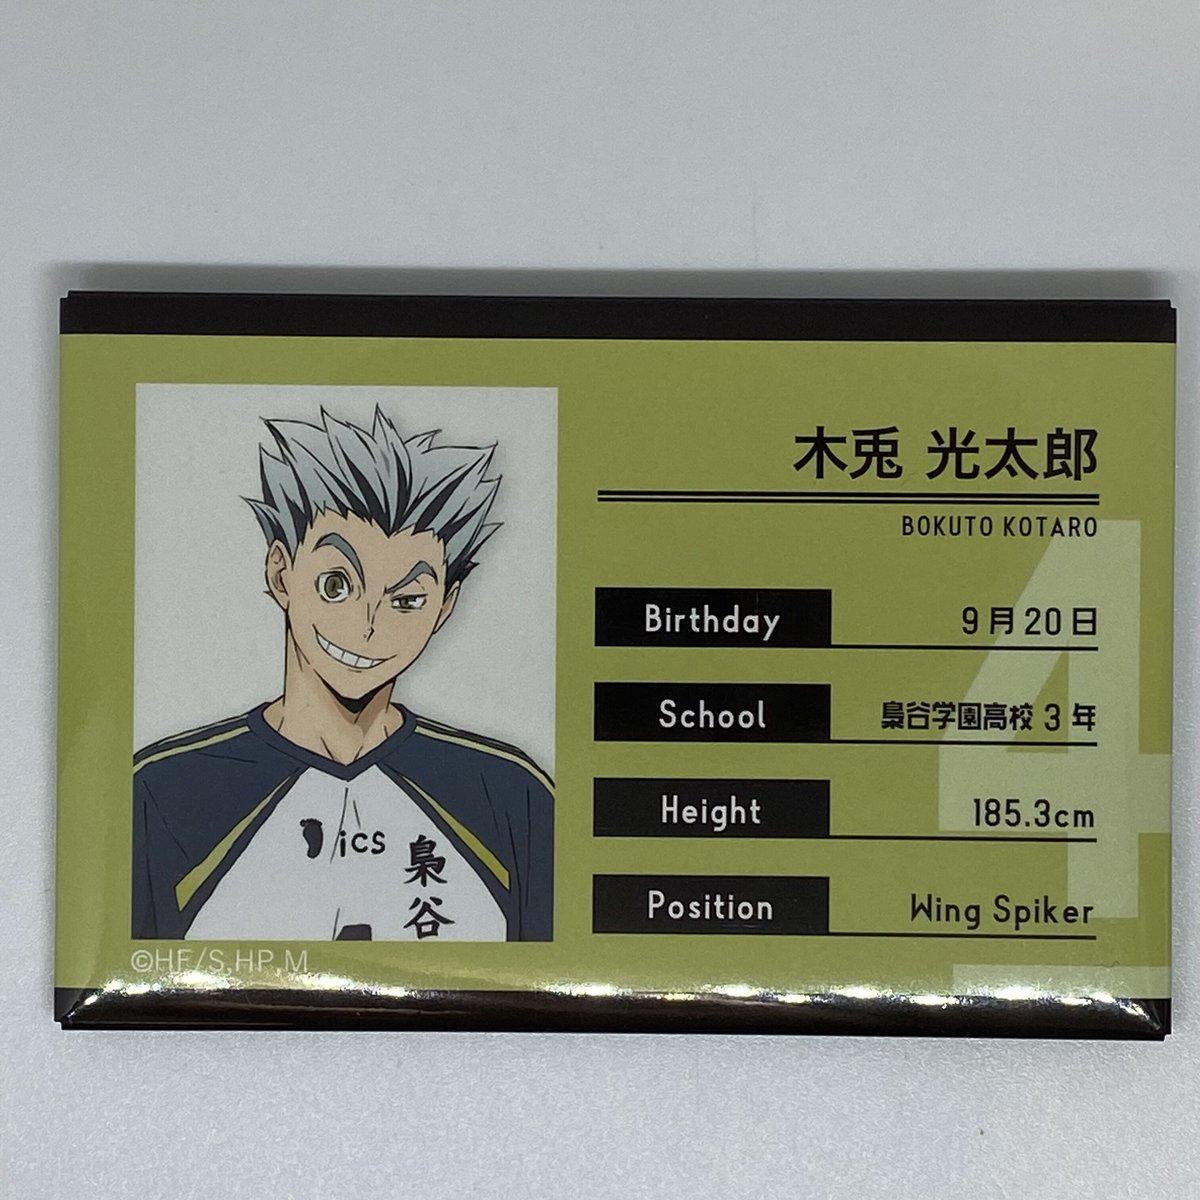 木兎 光太郎
BOKUTO KOTARO
Birthday 9月20日
School 梟谷学園高校 3年
Height 185.3cm
Position Wing Spiker
4
ics
梟谷
©HF/S,HP,M